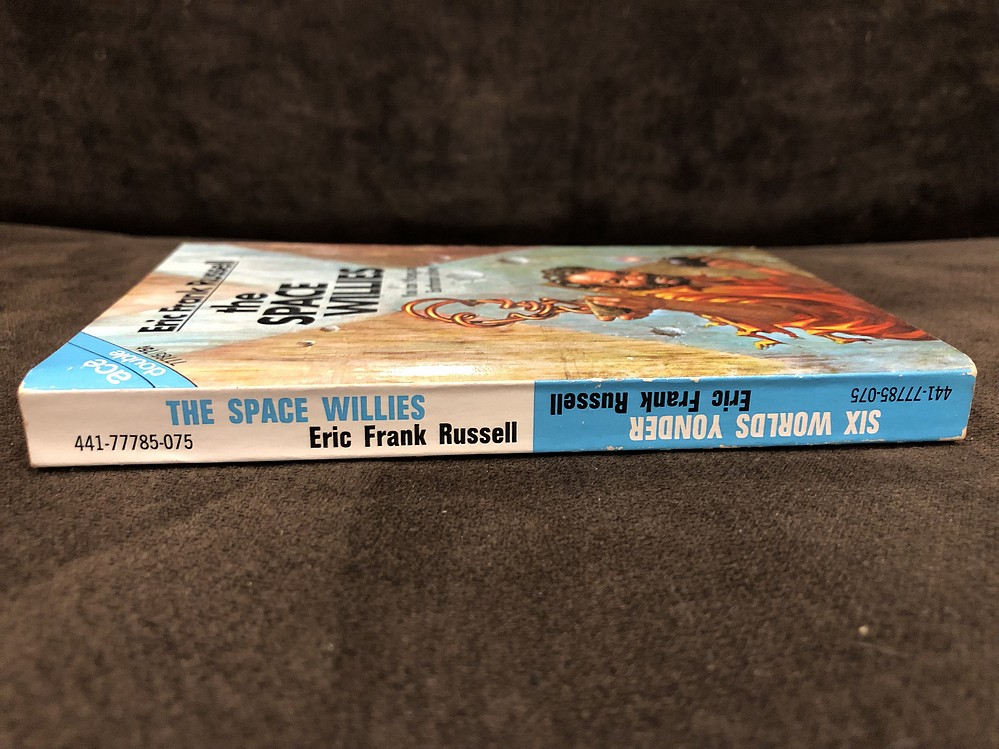 Eric Frank Russell
the
SPACE
WILLIES
ace
double
THE SPACE WILLIES
441-77785-075
Eric Frank Russell
SIX WORLDS YONDER
Eric Frank Russell
441-77785-075